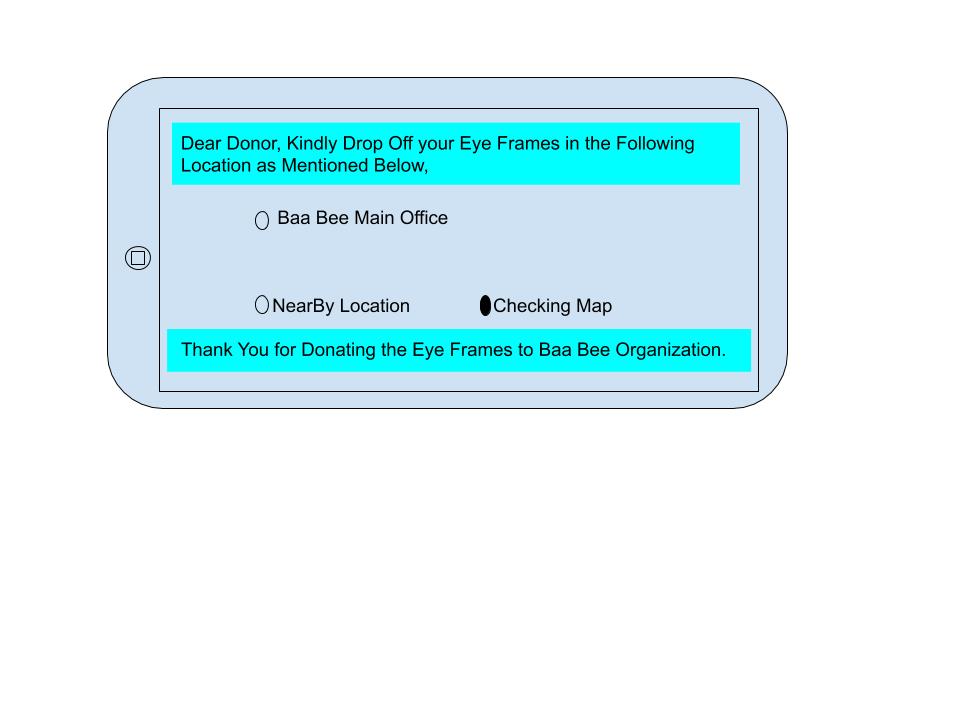 Dear Donor, Kindly Drop Off your Eye Frames in the Following
Location as Mentioned Below,
Baa Bee Main Office
NearBy Location
Checking Map
Thank You for Donating the Eye Frames to Baa Bee Organization.